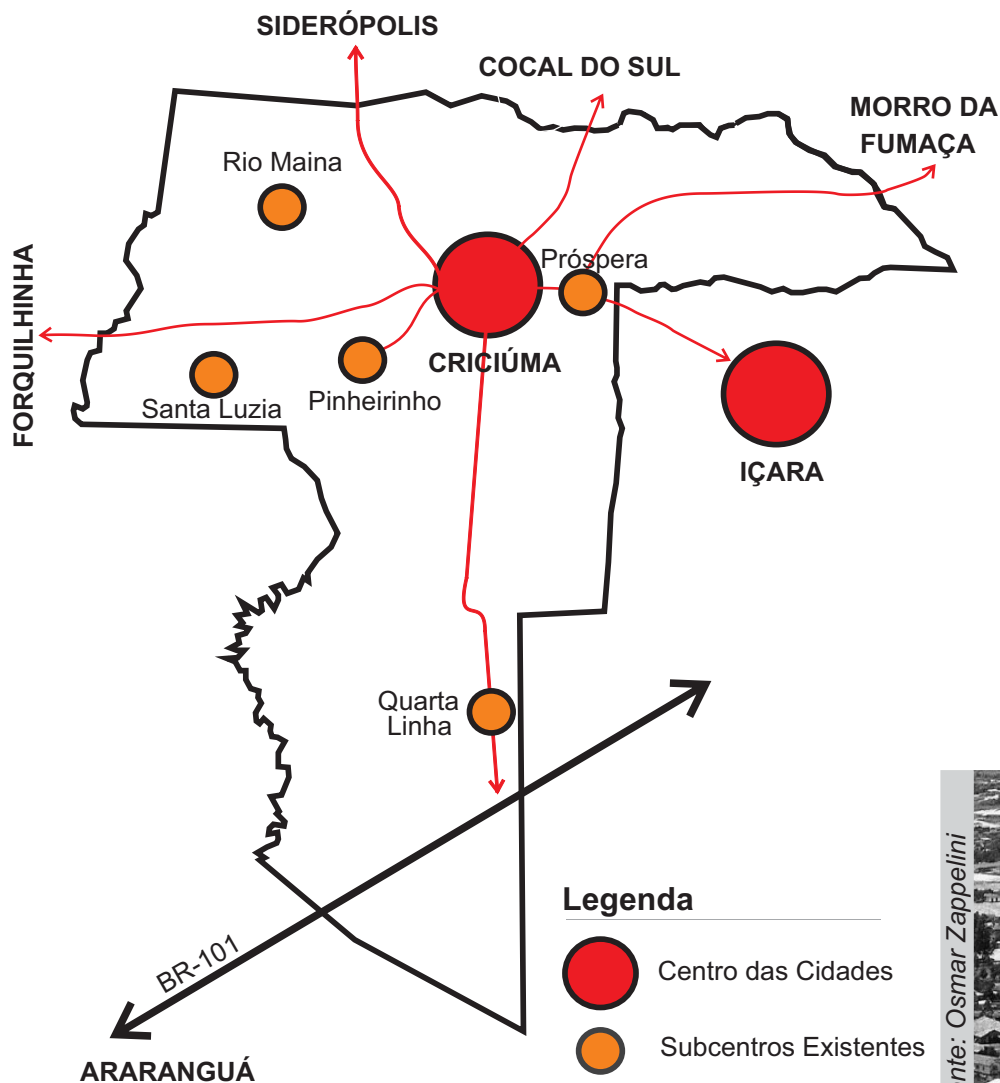 SIDERÓPOLIS
COCAL DO SUL
MORRO DA
FUMAÇA
Rio Maina
Próspera
FORQUILHINHA
CRICIÚMA
Santa Luzia
Pinheirinho
IÇARA
Quarta
Linha
BR-101
ARARANGUÁ
Legenda
Centro das Cidades
Subcentros Existentes
Osmar Zappelini